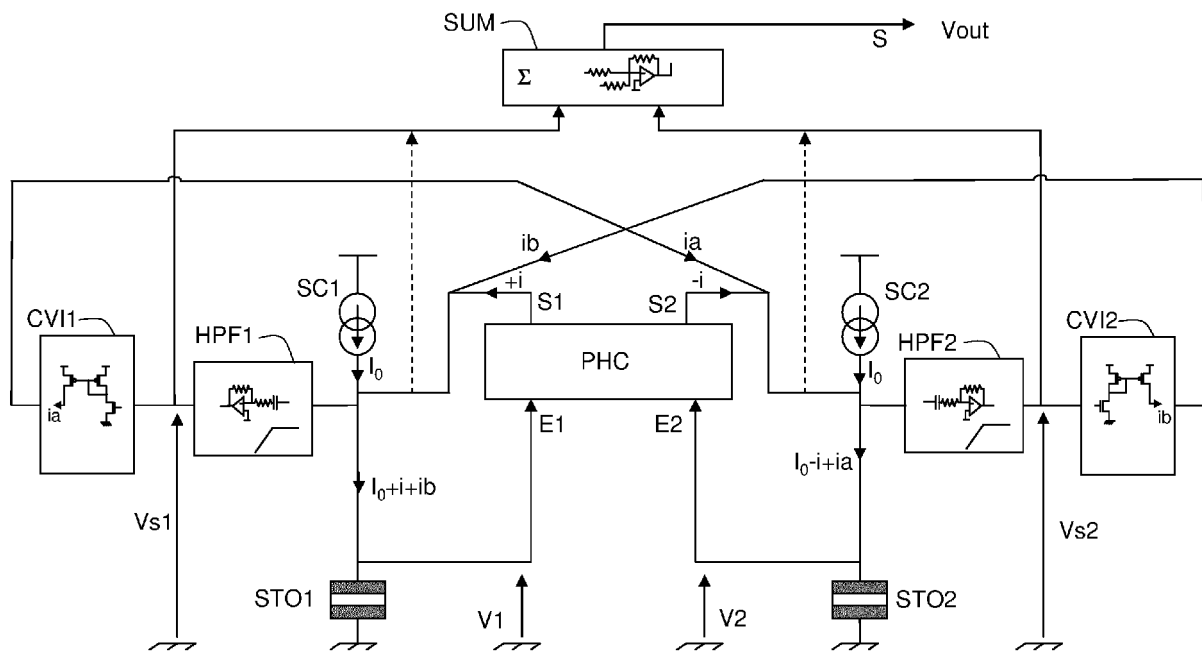 SUM
S
Vout
Σ
ib
ia
+i
-i
S1
S2
SC1
SC2
CVI1
HPF1
HPF2
CVI2
PHC
I₀
I₀
ia
ib
E1
E2
I₀+i+ib
I₀-i+ia
Vs1
Vs2
STO1
V1
V2
STO2